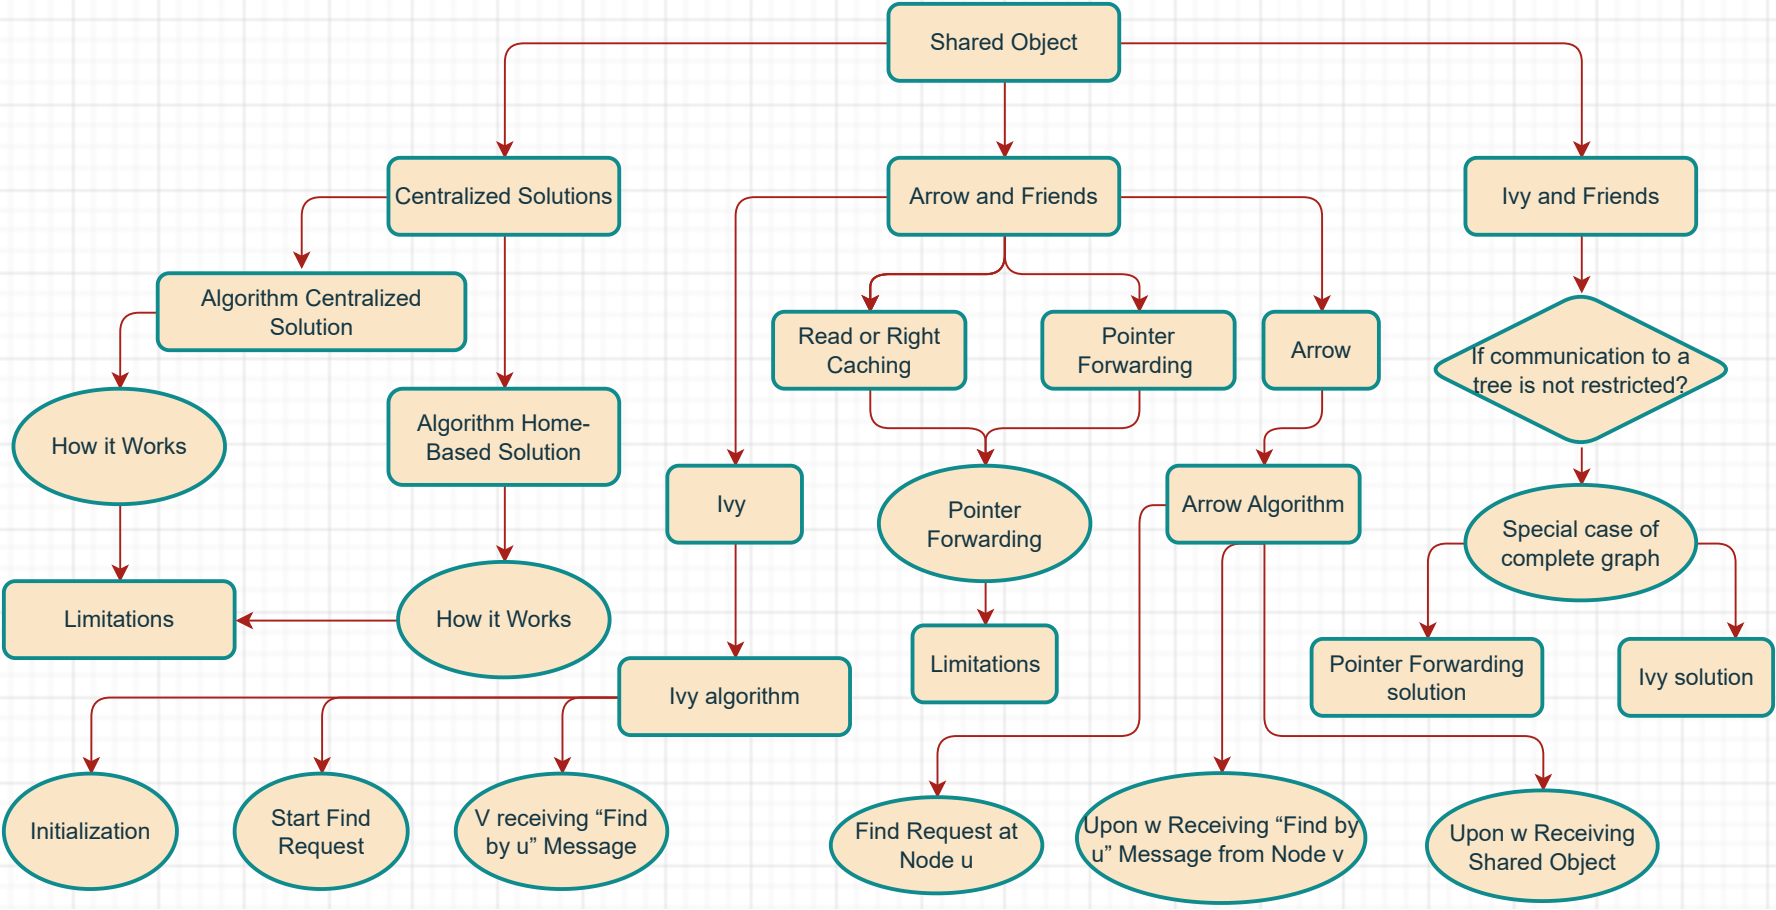 Shared Object
Centralized Solutions
Arrow and Friends
Ivy and Friends
Algorithm Centralized
Solution
Read or Right
Caching
Pointer
Forwarding
Arrow
If communication to a
tree is not restricted?
How it Works
Algorithm Home-
Based Solution
Ivy
Pointer
Forwarding
Arrow Algorithm
Special case of
complete graph
Limitations
How it Works
Ivy algorithm
Limitations
Pointer Forwarding
solution
Ivy solution
Initialization
Start Find
Request
V receiving “Find
by u” Message
Find Request at
Node u
Upon w Receiving “Find by
u” Message from Node v
Upon w Receiving
Shared Object